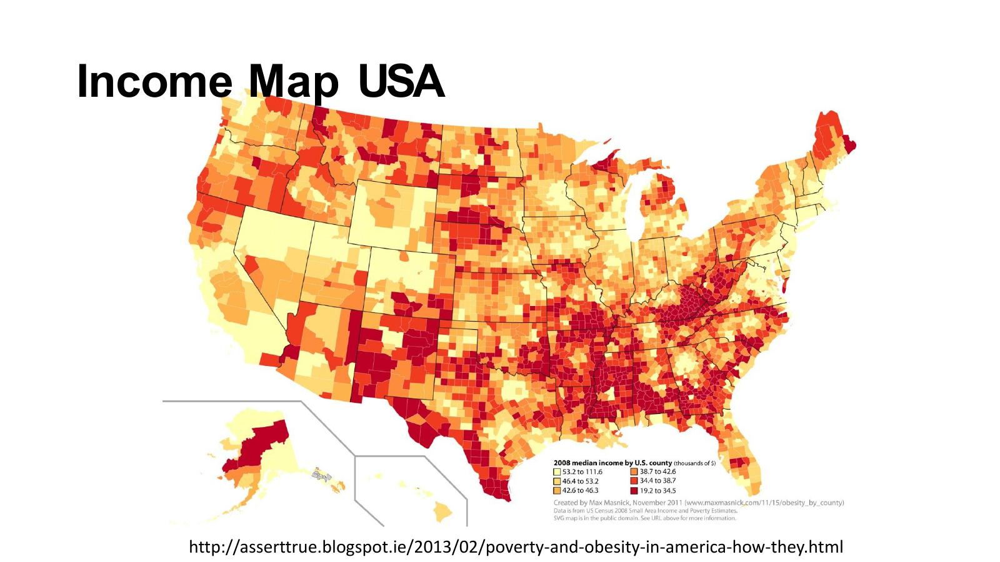 Income Map USA
2008 median income by U.S. county (thousands of $)
53.2 to 111.6 38.7 to 42.6
46.4 to 53.2 34.4 to 38.7
42.6 to 46.3 19.2 to 34.5
Created by Max Masnick, November 2011 (www.maxmasnick.com/11/15/obesity_by_county)
Data is from US Census 2008 Small Area Income and Poverty Estimates.
SVG map is in the public domain. See URL above for more information.
http://asserttrue.blogspot.ie/2013/02/poverty-and-obesity-in-america-how-they.html